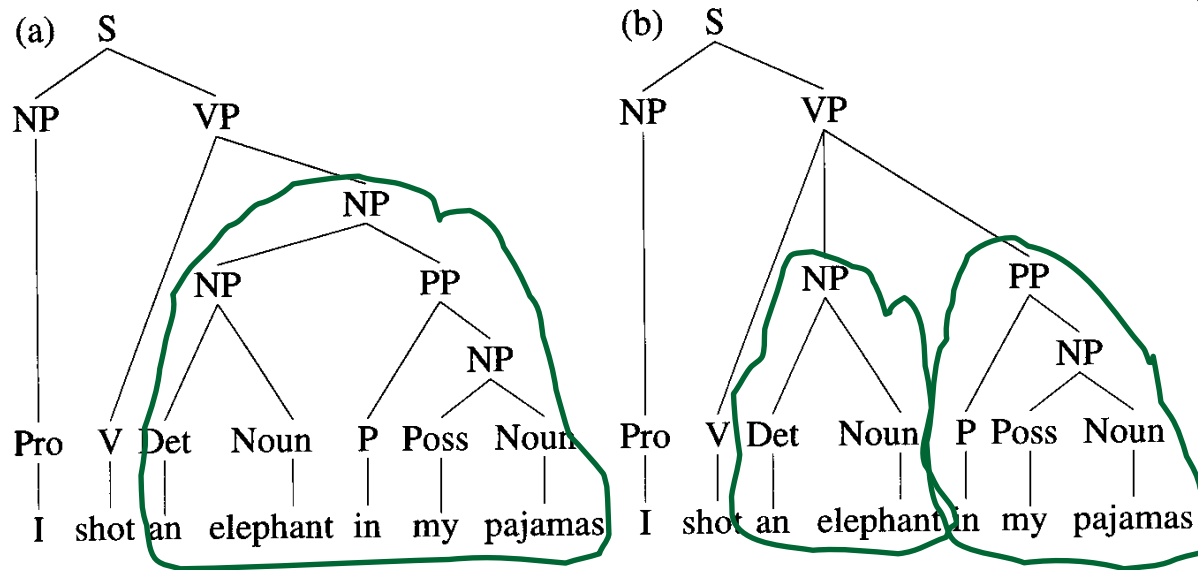 (a) S
NP VP
NP
NP PP
NP
Pro V Det Noun P Poss Noun
I shot an elephant in my pajamas
(b) S
NP VP
NP PP
NP
Pro V Det Noun P Poss Noun
I shot an elephant in my pajamas